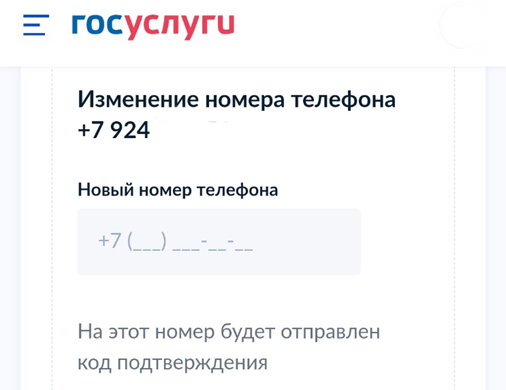 госуслуги
Изменение номера телефона
+7 924
Новый номер телефона
+7 (___) ___-__-__
На этот номер будет отправлен
код подтверждения